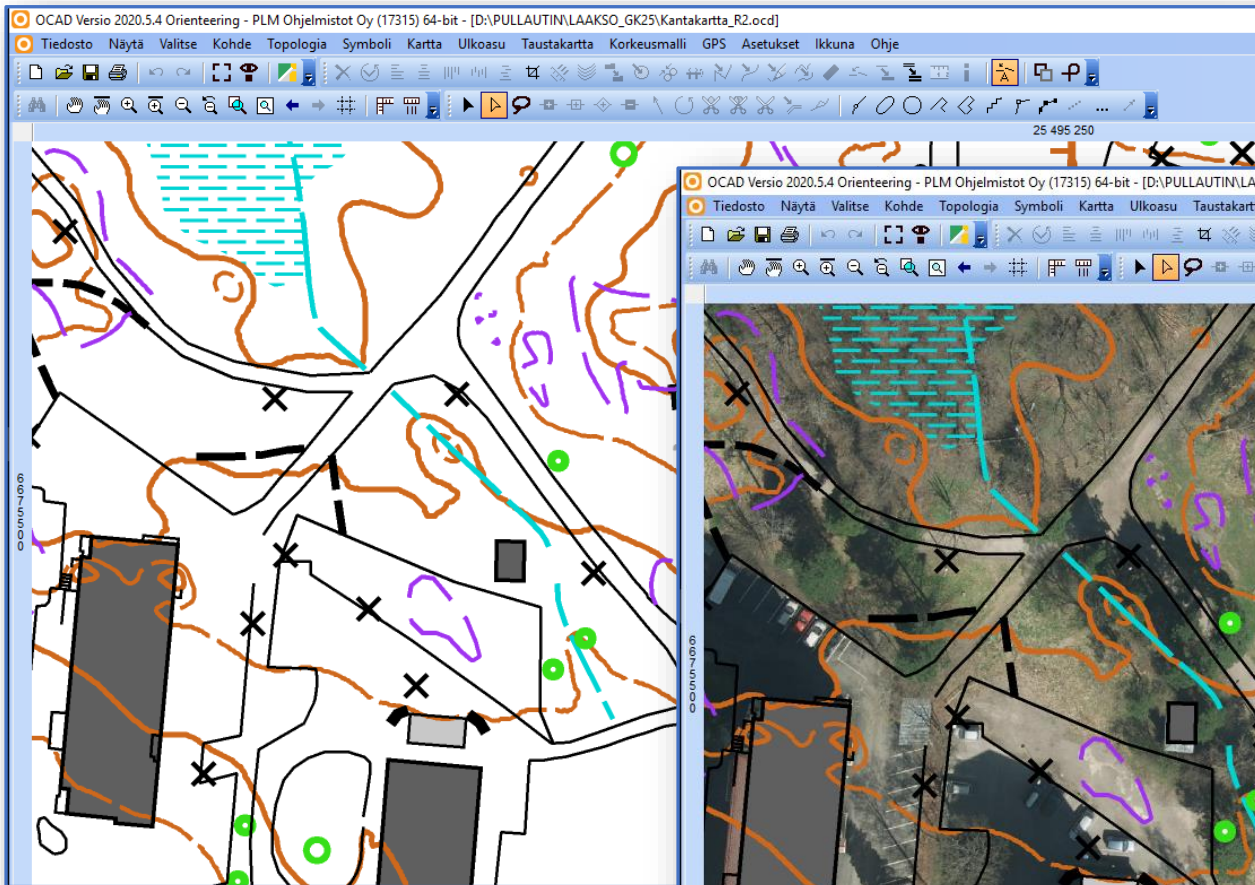 OCAD Versio 2020.5.4 Orienteering - PLM Ohjelmistot Oy (17315) 64-bit - [D:\PULLAUTIN\LAAKSO_GK25\Kantakartta_R2.ocd]
Tiedosto Näytä Valitse Kohde Topologia Symboli Kartta Ulkoasu Taustakartta Korkeusmalli GPS Asetukset Ikkuna Ohje
25 495 250
6675500
OCAD Versio 2020.5.4 Orienteering - PLM Ohjelmistot Oy (17315) 64-bit - [D:\PULLAUTIN\LA
Tiedosto Näytä Valitse Kohde Topologia Symboli Kartta Ulkoasu Taustakart
6675500